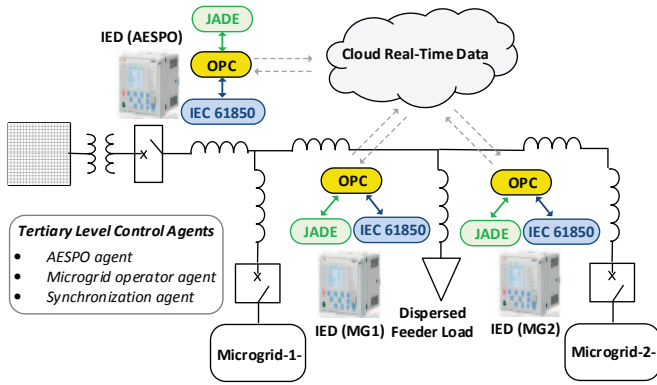 JADE
IED (AESPO)
OPC
IEC 61850
Cloud Real-Time Data
OPC
JADE
IEC 61850
IED (MG1)
OPC
JADE
IEC 61850
IED (MG2)
Tertiary Level Control Agents
• AESPO agent
• Microgrid operator agent
• Synchronization agent
Dispersed
Feeder Load
Microgrid-1-
Microgrid-2-